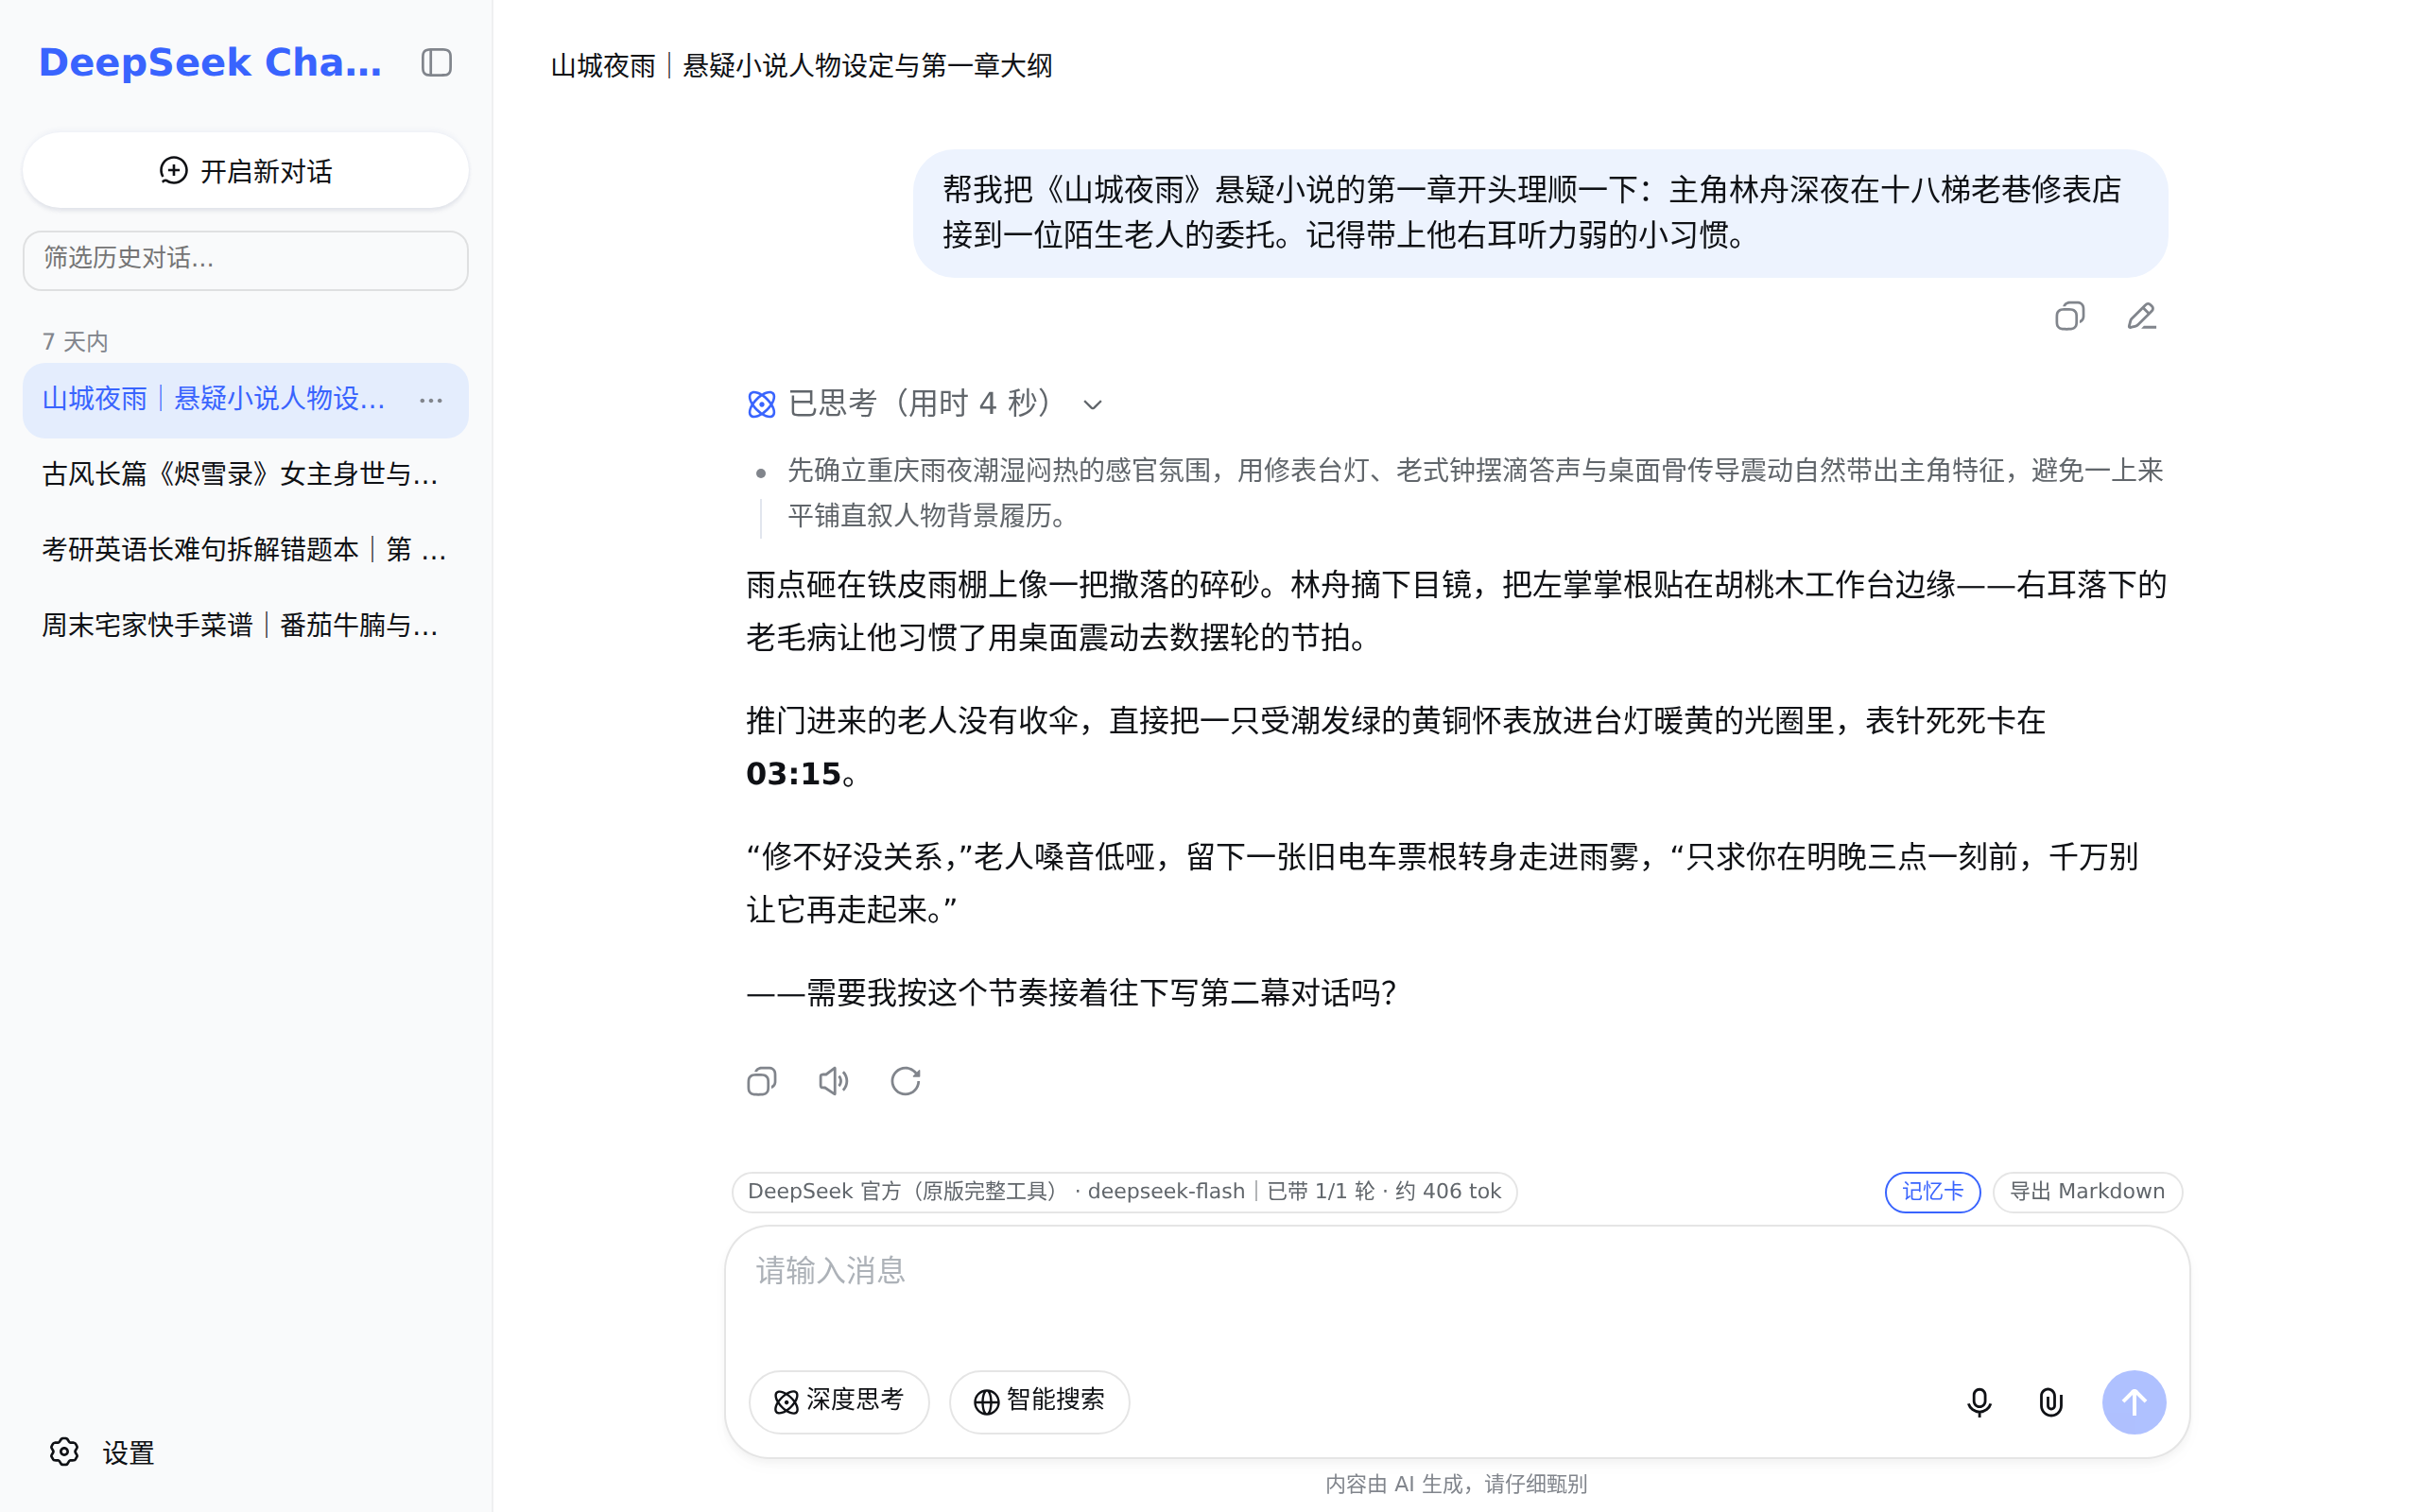 DeepSeek Cha...
开启新对话
筛选历史对话...
7 天内
山城夜雨｜悬疑小说人物设...
古风长篇《烬雪录》女主身世与...
考研英语长难句拆解错题本｜第 ...
周末宅家快手菜谱｜番茄牛腩与...
设置
山城夜雨｜悬疑小说人物设定与第一章大纲
帮我把《山城夜雨》悬疑小说的第一章开头理顺一下：主角林舟深夜在十八梯老巷修表店
接到一位陌生老人的委托。记得带上他右耳听力弱的小习惯。
已思考（用时 4 秒）
先确立重庆雨夜潮湿闷热的感官氛围，用修表台灯、老式钟摆滴答声与桌面骨传导震动自然带出主角特征，避免一上来
平铺直叙人物背景履历。
雨点砸在铁皮雨棚上像一把撒落的碎砂。林舟摘下目镜，把左掌掌根贴在胡桃木工作台边缘——右耳落下的
老毛病让他习惯了用桌面震动去数摆轮的节拍。
推门进来的老人没有收伞，直接把一只受潮发绿的黄铜怀表放进台灯暖黄的光圈里，表针死死卡在
03:15。
“修不好没关系，”老人嗓音低哑，留下一张旧电车票根转身走进雨雾，“只求你在明晚三点一刻前，千万别
让它再走起来。”
——需要我按这个节奏接着往下写第二幕对话吗？
DeepSeek 官方（原版完整工具） · deepseek-flash｜已带 1/1 轮 · 约 406 tok
记忆卡
导出 Markdown
请输入消息
深度思考
智能搜索
内容由 AI 生成，请仔细甄别